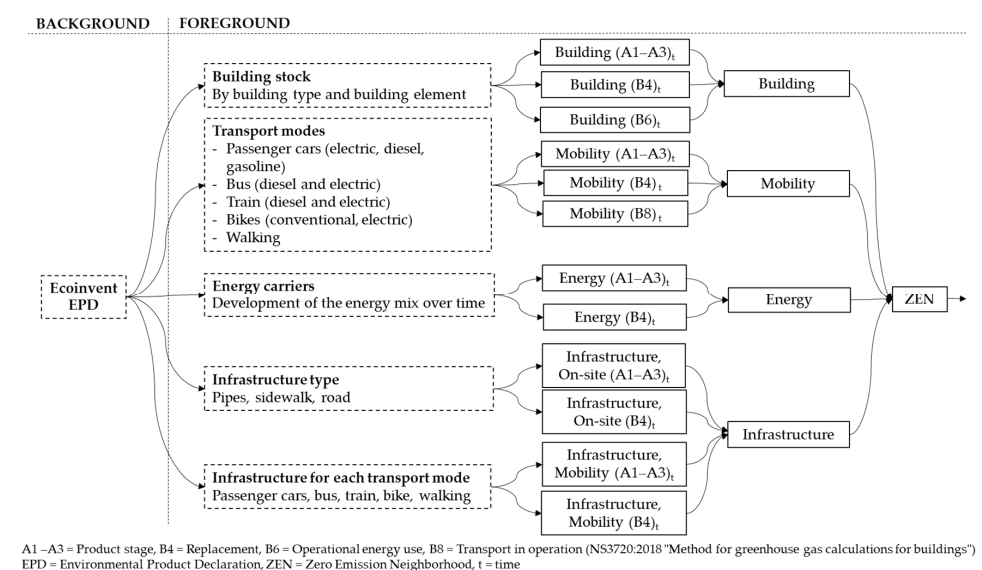 BACKGROUND
FOREGROUND
Ecoinvent
EPD
Building stock
By building type and building element
Transport modes
- Passenger cars (electric, diesel,
gasoline)
- Bus (diesel and electric)
- Train (diesel and electric)
- Bikes (conventional, electric)
- Walking
Energy carriers
Development of the energy mix over time
Infrastructure type
Pipes, sidewalk, road
Infrastructure for each transport mode
Passenger cars, bus, train, bike, walking
Building (A1–A3)t
Building (B4)t
Building (B6)t
Mobility (A1–A3)t
Mobility (B4)t
Mobility (B8)t
Energy (A1–A3)t
Energy (B4)t
Infrastructure,
On-site (A1–A3)t
Infrastructure,
On-site (B4)t
Infrastructure,
Mobility (A1–A3)t
Infrastructure,
Mobility (B4)t
Building
Mobility
Energy
Infrastructure
ZEN
A1 –A3 = Product stage, B4 = Replacement, B6 = Operational energy use, B8 = Transport in operation (NS3720:2018 "Method for greenhouse gas calculations for buildings")
EPD = Environmental Product Declaration, ZEN = Zero Emission Neighborhood, t = time